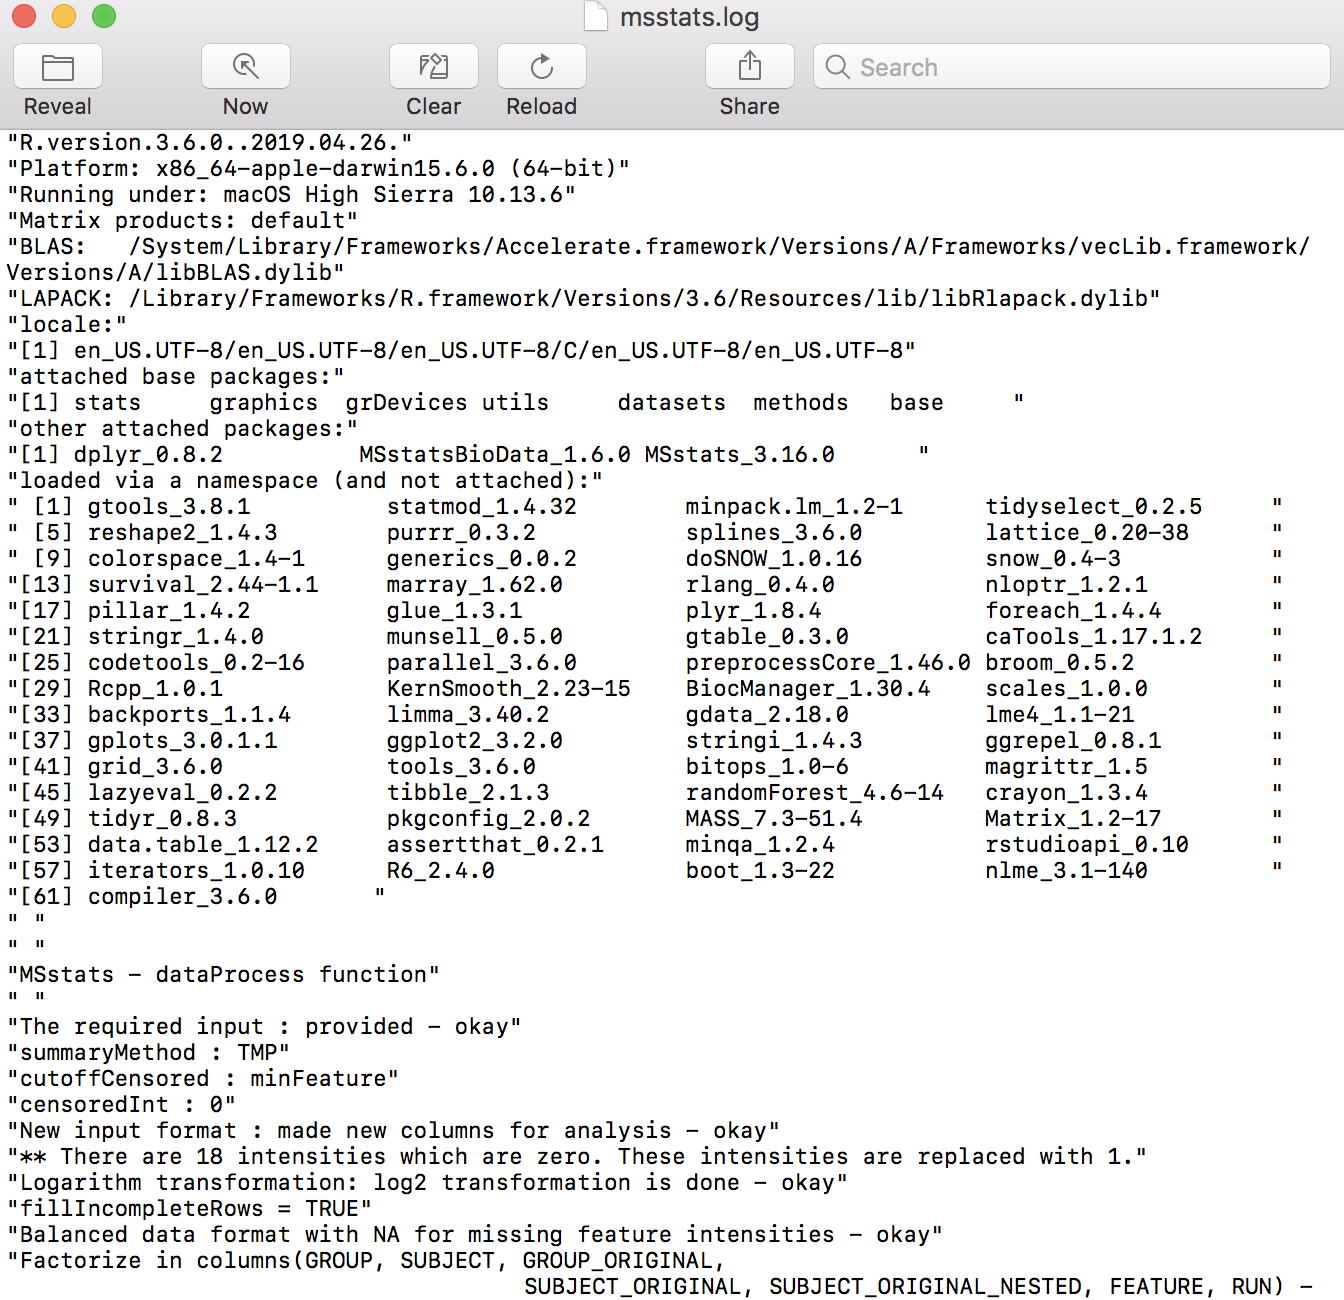 msstats.log
Reveal
Now
Clear
Reload
Share
Search
"R.version.3.6.0..2019.04.26."
"Platform: x86_64-apple-darwin15.6.0 (64-bit)"
"Running under: macOS High Sierra 10.13.6"
"Matrix products: default"
"BLAS:   /System/Library/Frameworks/Accelerate.framework/Versions/A/Frameworks/vecLib.framework/
Versions/A/libBLAS.dylib"
"LAPACK: /Library/Frameworks/R.framework/Versions/3.6/Resources/lib/libRlapack.dylib"
"locale:"
"[1] en_US.UTF-8/en_US.UTF-8/en_US.UTF-8/C/en_US.UTF-8/en_US.UTF-8"
"attached base packages:"
"[1] stats     graphics  grDevices utils     datasets  methods   base     "
"other attached packages:"
"[1] dplyr_0.8.2          MSstatsBioData_1.6.0 MSstats_3.16.0      "
"loaded via a namespace (and not attached):"
" [1] gtools_3.8.1          statmod_1.4.32        minpack.lm_1.2-1      tidyselect_0.2.5     "
" [5] reshape2_1.4.3        purrr_0.3.2           splines_3.6.0         lattice_0.20-38      "
" [9] colorspace_1.4-1      generics_0.0.2        doSNOW_1.0.16         snow_0.4-3           "
"[13] survival_2.44-1.1     marray_1.62.0         rlang_0.4.0           nloptr_1.2.1         "
"[17] pillar_1.4.2          glue_1.3.1            plyr_1.8.4            foreach_1.4.4        "
"[21] stringr_1.4.0         munsell_0.5.0         gtable_0.3.0          caTools_1.17.1.2     "
"[25] codetools_0.2-16      parallel_3.6.0        preprocessCore_1.46.0 broom_0.5.2          "
"[29] Rcpp_1.0.1            KernSmooth_2.23-15    BiocManager_1.30.4    scales_1.0.0         "
"[33] backports_1.1.4       limma_3.40.2          gdata_2.18.0          lme4_1.1-21          "
"[37] gplots_3.0.1.1        ggplot2_3.2.0         stringi_1.4.3         ggrepel_0.8.1        "
"[41] grid_3.6.0            tools_3.6.0           bitops_1.0-6          magrittr_1.5         "
"[45] lazyeval_0.2.2        tibble_2.1.3          randomForest_4.6-14   crayon_1.3.4         "
"[49] tidyr_0.8.3           pkgconfig_2.0.2       MASS_7.3-51.4         Matrix_1.2-17        "
"[53] data.table_1.12.2     assertthat_0.2.1      minqa_1.2.4           rstudioapi_0.10      "
"[57] iterators_1.0.10      R6_2.4.0              boot_1.3-22           nlme_3.1-140         "
"[61] compiler_3.6.0       "
" "
" "
"MSstats - dataProcess function"
" "
"The required input : provided - okay"
"summaryMethod : TMP"
"cutoffCensored : minFeature"
"censoredInt : 0"
"New input format : made new columns for analysis - okay"
"** There are 18 intensities which are zero. These intensities are replaced with 1."
"Logarithm transformation: log2 transformation is done - okay"
"fillIncompleteRows = TRUE"
"Balanced data format with NA for missing feature intensities - okay"
"Factorize in columns(GROUP, SUBJECT, GROUP_ORIGINAL,
SUBJECT_ORIGINAL, SUBJECT_ORIGINAL_NESTED, FEATURE, RUN) -